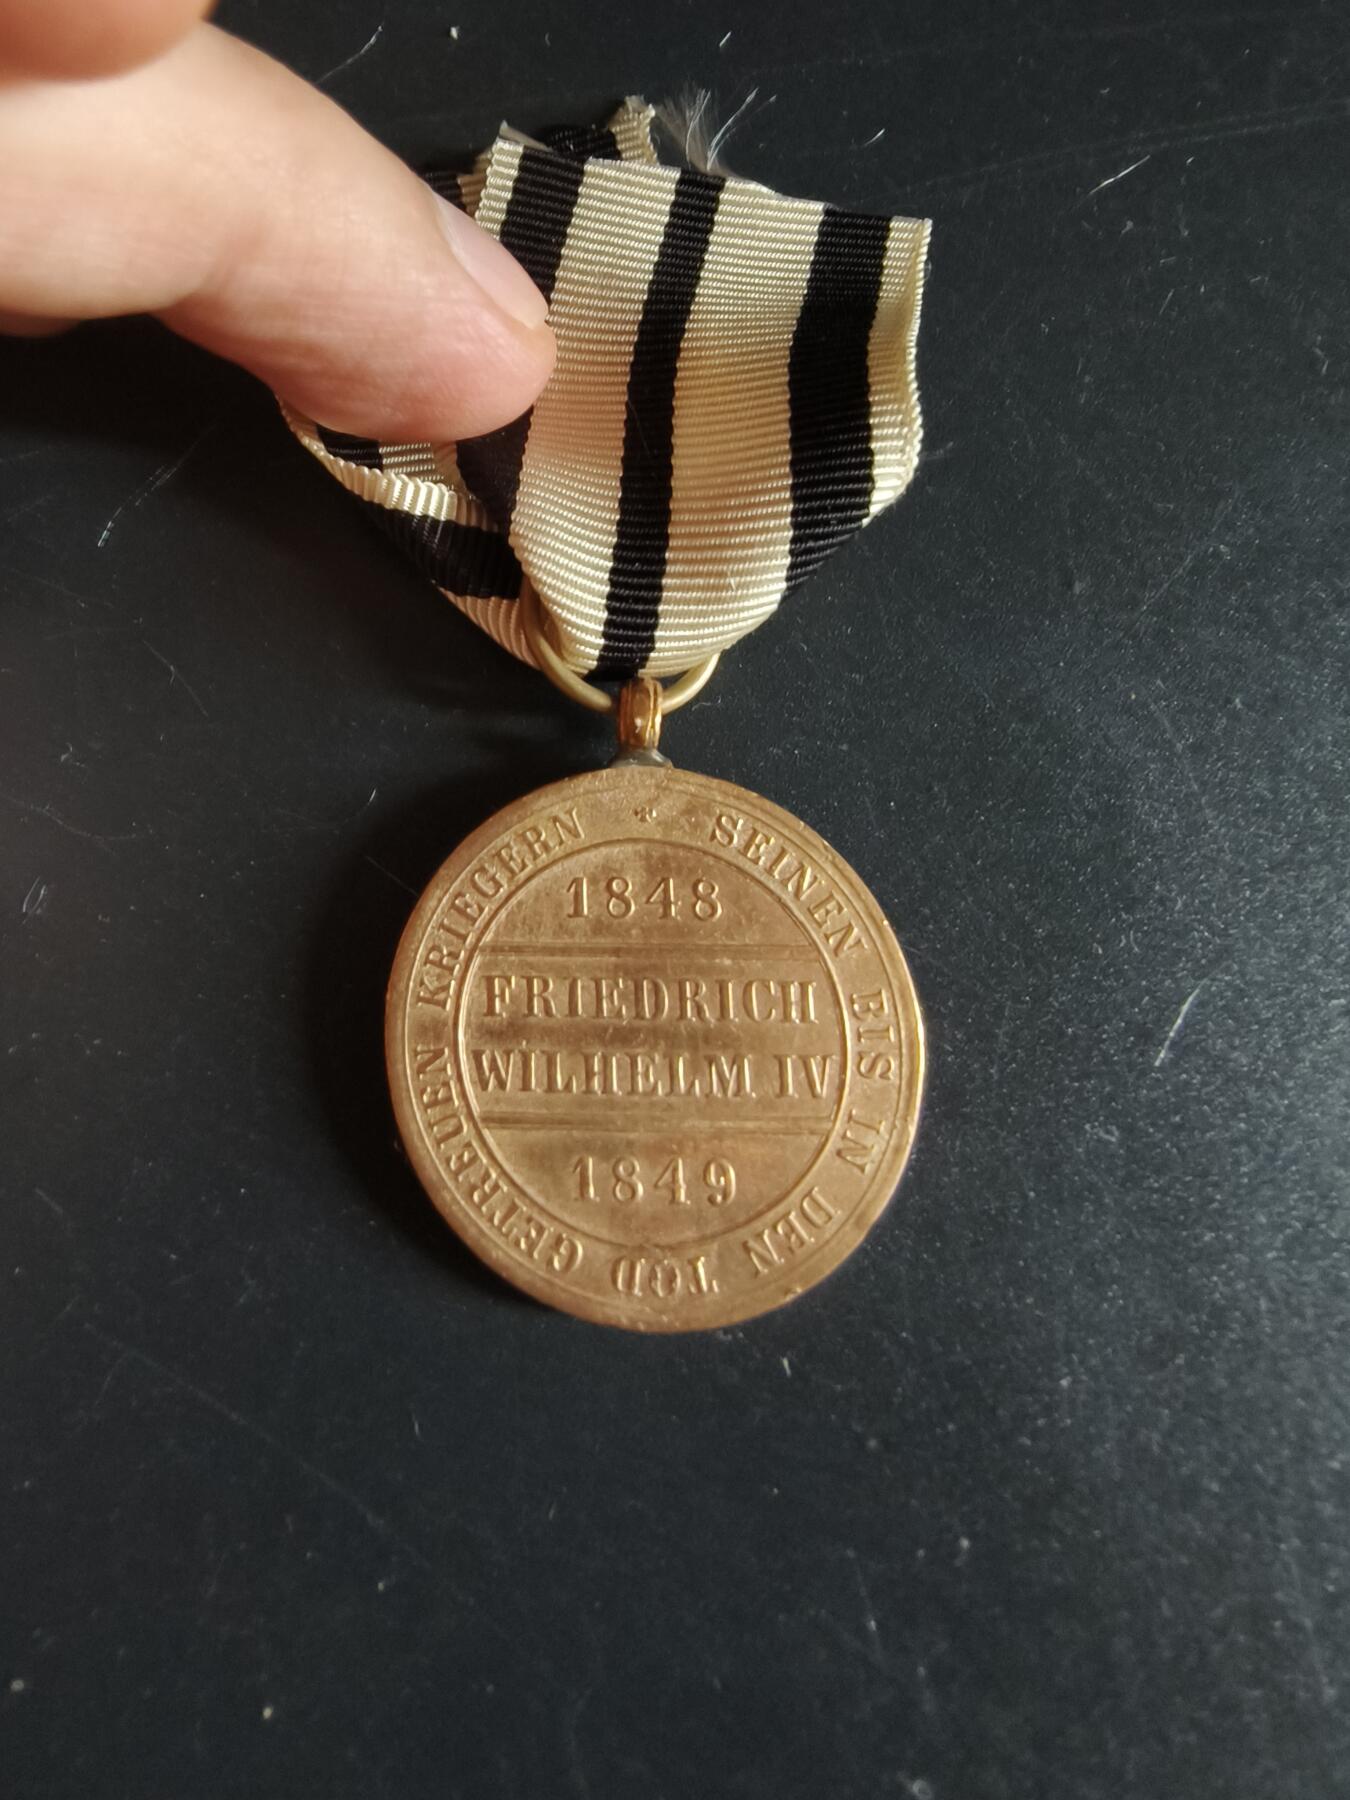 SEINEN BIS IN DEN TOD GETREUEN KRIEGERN
1848
FRIEDRICH
WILHELM IV
1849